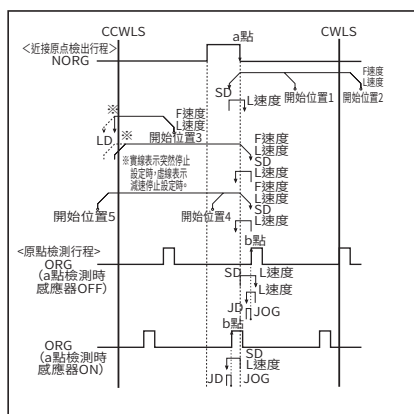 CCWLS
CWLS
a點
<近接原点檢出行程>
NORG
F速度
L速度
SD
L速度
開始位置1
開始位置2
※
F速度
L速度
LD
※
開始位置3
F速度
L速度
SD
※實線表示突然停止
設定時，虛線表示
減速停止設定時。
L速度
F速度
L速度
開始位置5
開始位置4
SD
L速度
b點
<原點檢測行程>
ORG
(a點檢測時
感應器OFF)
SD
L速度
L速度
JD
JOG
b點
ORG
(a點檢測時
感應器ON)
SD
L速度
JD
JOG